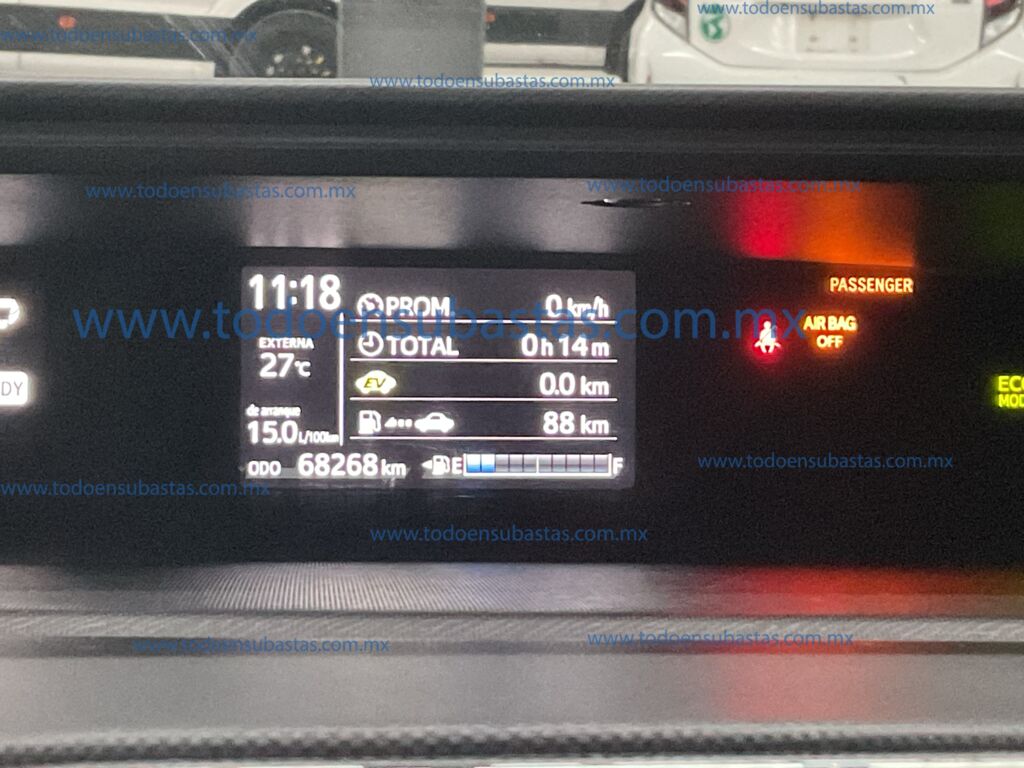 www.todoensubastas.com.mx
www.todoensubastas.com.mx
www.todoensubastas.com.mx
www.todoensubastas.com.mx
www.todoensubastas.com.mx
11:18
PROM 0 km/h
www.todoensubastas.com.mx
EXTERNA
27°C
TOTAL 0h14m
EV 0.0 km
de arranque
15.0 L/100km
88 km
ODO 68268 km
E F
PASSENGER
AIR BAG
OFF
DY
ECO
MOD
www.todoensubastas.com.mx
www.todoensubastas.com.mx
www.todoensubastas.com.mx
www.todoensubastas.com.mx
www.todoensubastas.com.mx